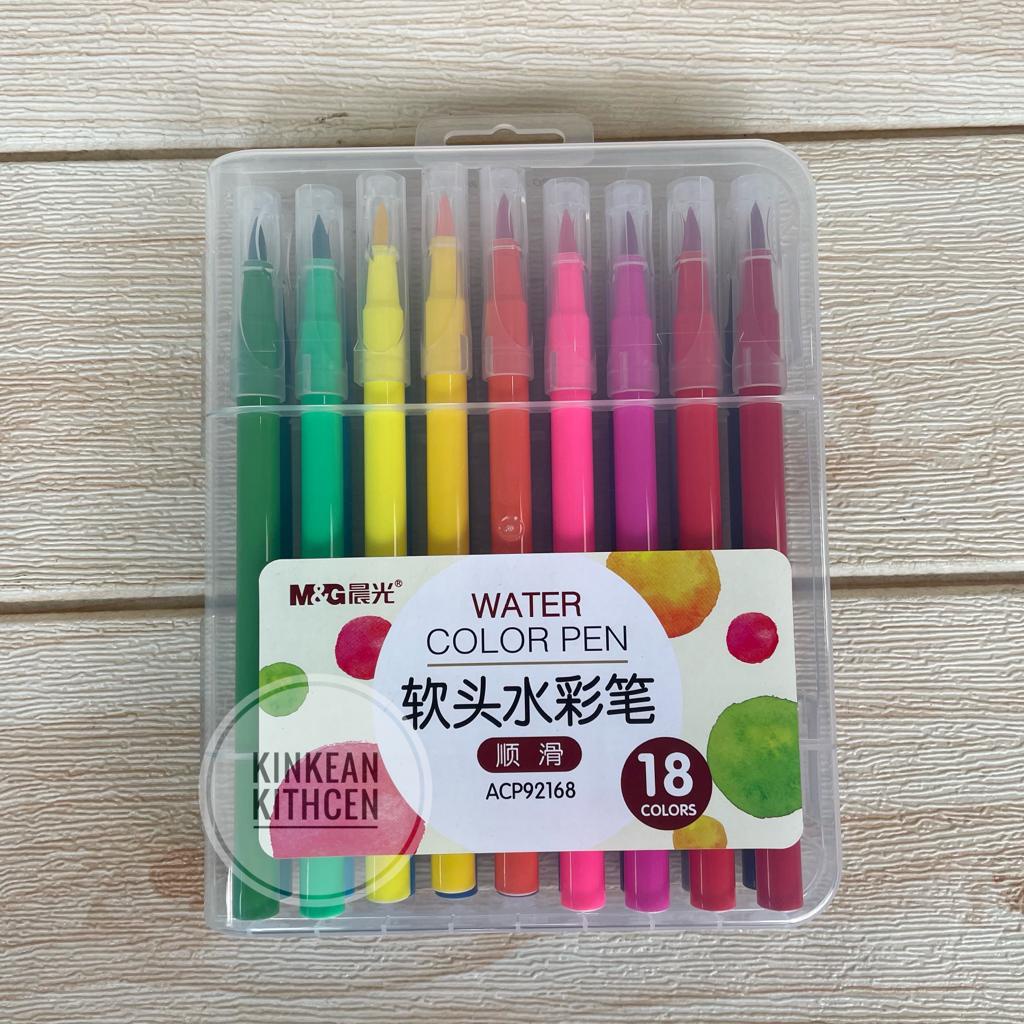 M&G晨光®
WATER
COLOR PEN
软头水彩笔
顺滑
ACP92168
18
COLORS
KINKEAN
KITHCEN